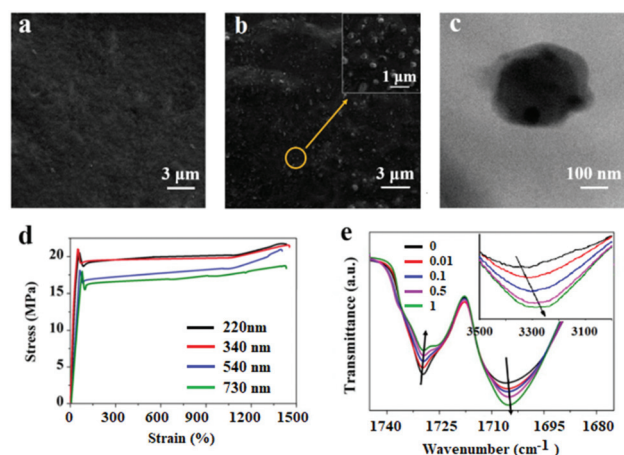 a
3 μm
b
1 μm
3 μm
c
100 nm
d
20
15
10
5
0
0 300 600 900 1200 1500
Stress (MPa)
Strain (%)
220nm
340 nm
540 nm
730 nm
e
0
0.01
0.1
0.5
1
3500 3300 3100
Transmittance (a.u.)
1740 1725 1710 1695 1680
Wavenumber (cm⁻¹)